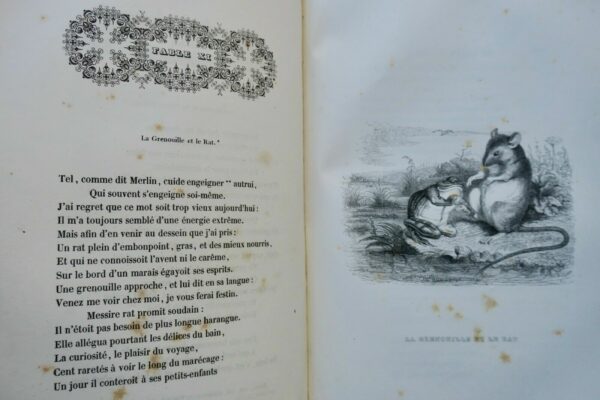 FABLE XI
La Grenouille et le Rat.*
Tel, comme dit Merlin, cuide engeigner** autrui,
Qui souvent s'engeigne soi-même.
J'ai regret que ce mot soit trop vieux aujourd'hui:
Il m'a toujours semblé d'une énergie extrême.
Mais afin d'en venir au dessein que j'ai pris:
Un rat plein d'embonpoint, gras, et des mieux nourris,
Et qui ne connoissoit l'avent ni le carême,
Sur le bord d'un marais égayoit ses esprits.
Une grenouille approche, et lui dit en sa langue:
Venez me voir chez moi, je vous ferai festin.
Messire rat promit soudain:
Il n'étoit pas besoin de plus longue harangue.
Elle allégua pourtant les délices du bain,
La curiosité, le plaisir du voyage,
Cent raretés à voir le long du marécage:
Un jour il conteroit à ses petits-enfants
LA GRENOUILLE ET LE RAT